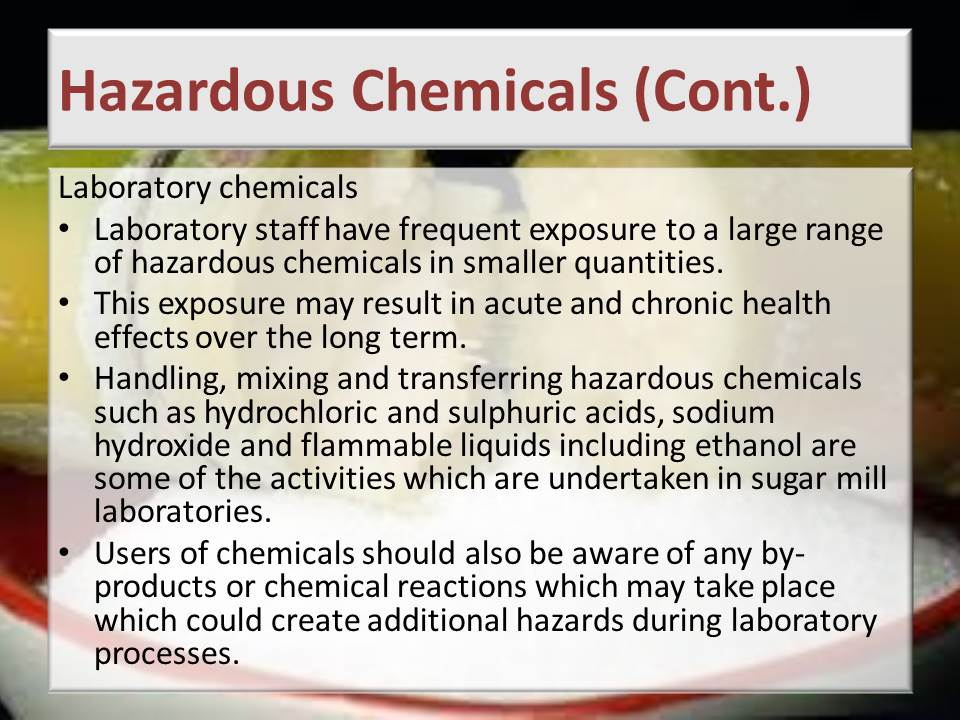 Hazardous Chemicals (Cont.)
Laboratory chemicals
• Laboratory staff have frequent exposure to a large range
of hazardous chemicals in smaller quantities.
• This exposure may result in acute and chronic health
effects over the long term.
• Handling, mixing and transferring hazardous chemicals
such as hydrochloric and sulphuric acids, sodium
hydroxide and flammable liquids including ethanol are
some of the activities which are undertaken in sugar mill
laboratories.
• Users of chemicals should also be aware of any by-
products or chemical reactions which may take place
which could create additional hazards during laboratory
processes.